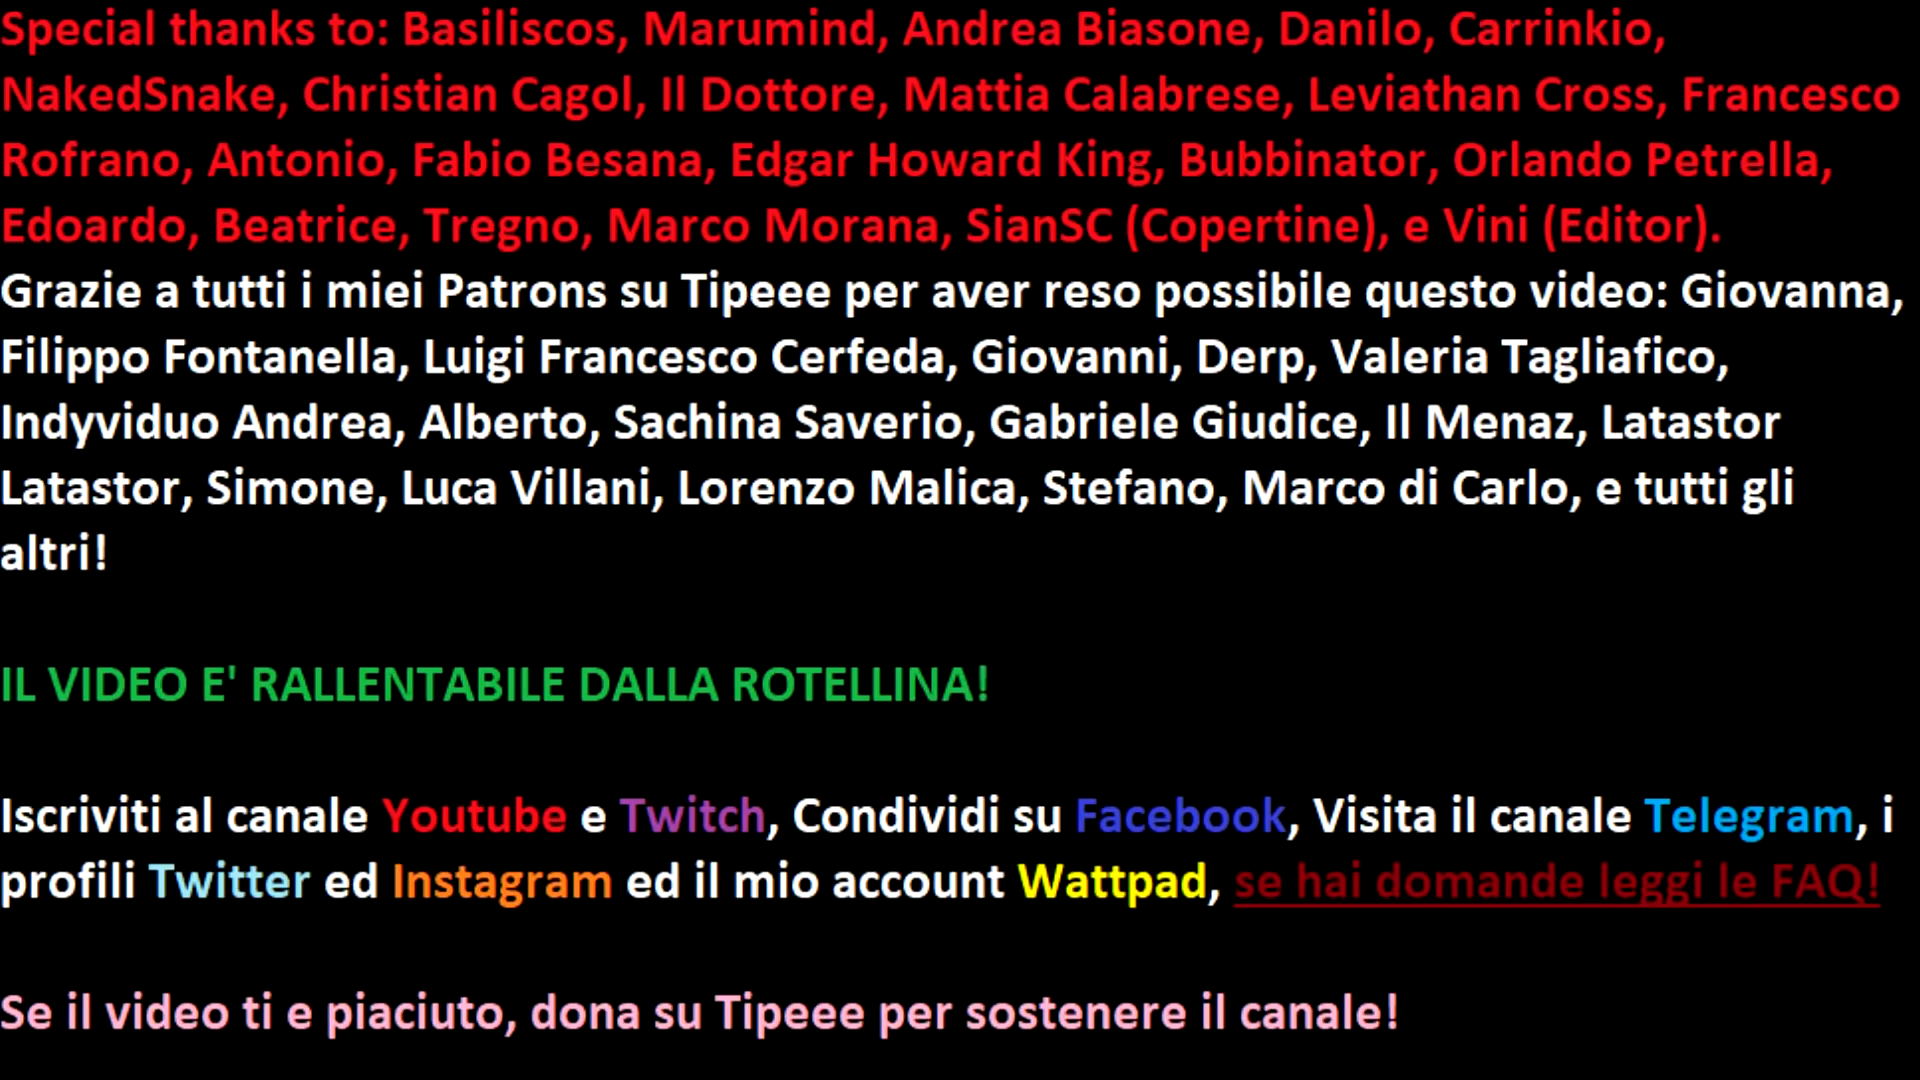 Special thanks to: Basiliscos, Marumind, Andrea Biasone, Danilo, Carrinkio,
NakedSnake, Christian Cagol, Il Dottore, Mattia Calabrese, Leviathan Cross, Francesco
Rofrano, Antonio, Fabio Besana, Edgar Howard King, Bubbinator, Orlando Petrella,
Edoardo, Beatrice, Tregno, Marco Morana, SianSC (Copertine), e Vini (Editor).
Grazie a tutti i miei Patrons su Tipeee per aver reso possibile questo video: Giovanna,
Filippo Fontanella, Luigi Francesco Cerfeda, Giovanni, Derp, Valeria Tagliafico,
Indyviduo Andrea, Alberto, Sachina Saverio, Gabriele Giudice, Il Menaz, Latastor
Latastor, Simone, Luca Villani, Lorenzo Malica, Stefano, Marco di Carlo, e tutti gli
altri!
IL VIDEO E' RALLENTABILE DALLA ROTELLINA!
Iscriviti al canale Youtube e Twitch, Condividi su Facebook, Visita il canale Telegram, i
profili Twitter ed Instagram ed il mio account Wattpad, se hai domande leggi le FAQ!
Se il video ti e piaciuto, dona su Tipeee per sostenere il canale!